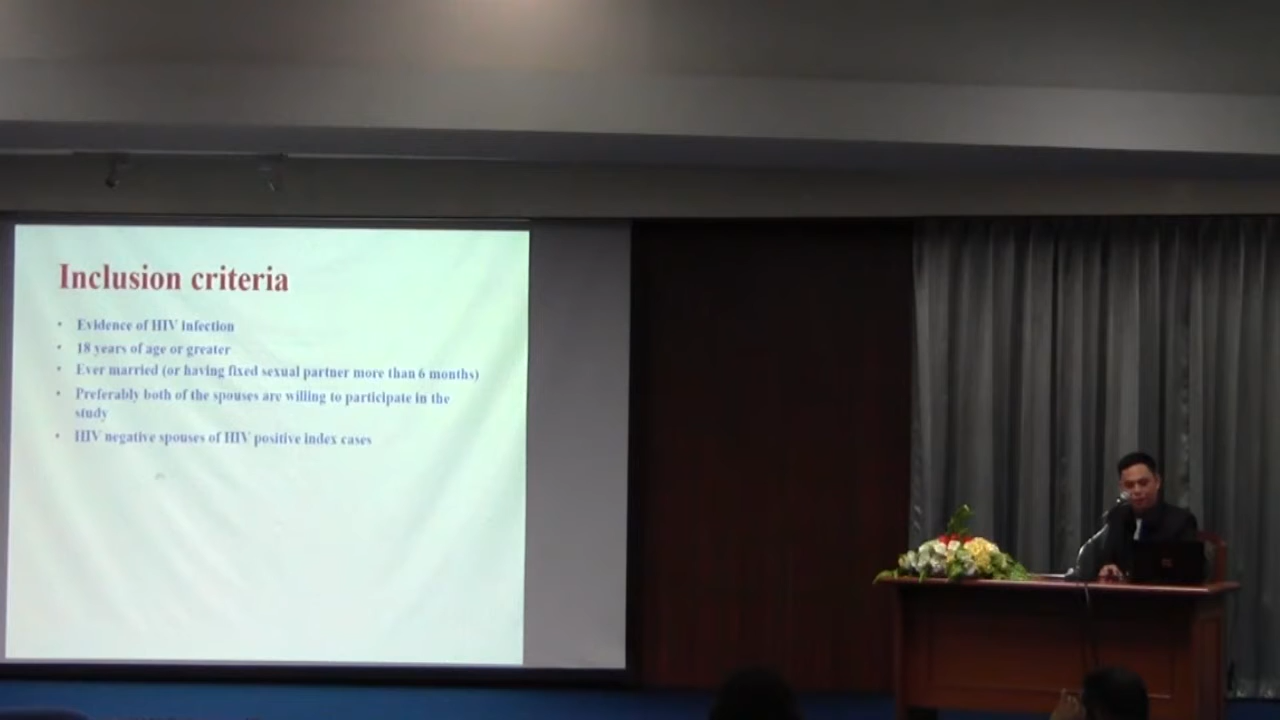 Inclusion criteria
• Evidence of HIV infection
• 18 years of age or greater
• Ever married (or having fixed sexual partner more than 6 months)
• Preferably both of the spouses are willing to participate in the
study
• HIV negative spouses of HIV positive index cases